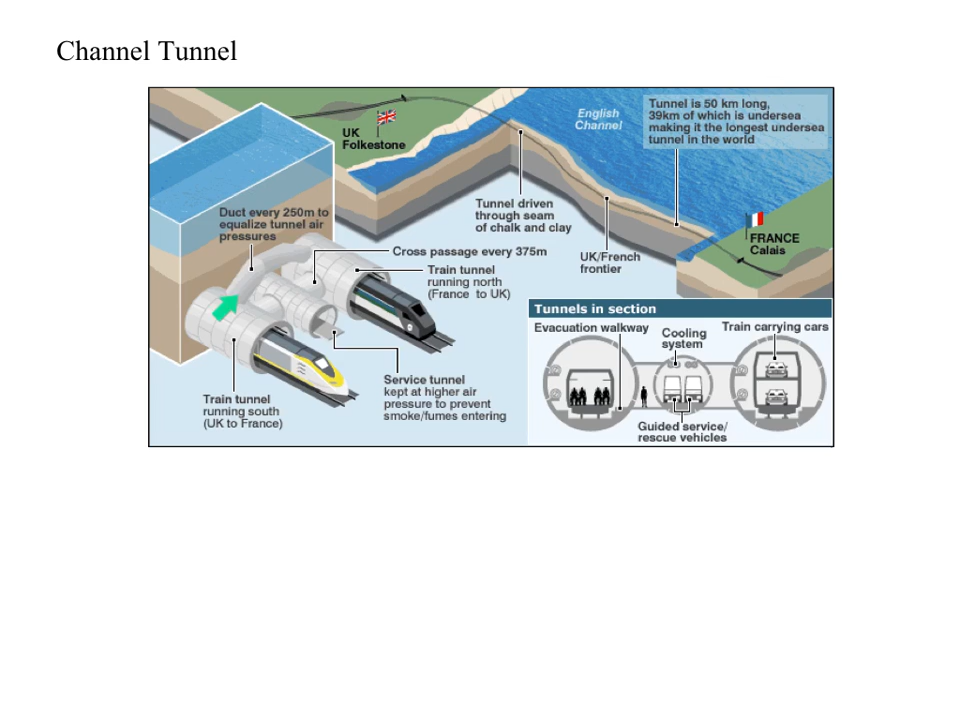 Channel Tunnel
UK
Folkestone
English
Channel
Tunnel is 50 km long,
39km of which is undersea
making it the longest undersea
tunnel in the world
Duct every 250m to
equalize tunnel air
pressures
Tunnel driven
through seam
of chalk and clay
UK/French
frontier
FRANCE
Calais
Cross passage every 375m
Train tunnel
running north
(France to UK)
Service tunnel
kept at higher air
pressure to prevent
smoke/fumes entering
Train tunnel
running south
(UK to France)
Tunnels in section
Evacuation walkway
Cooling
system
Train carrying cars
Guided service/
rescue vehicles